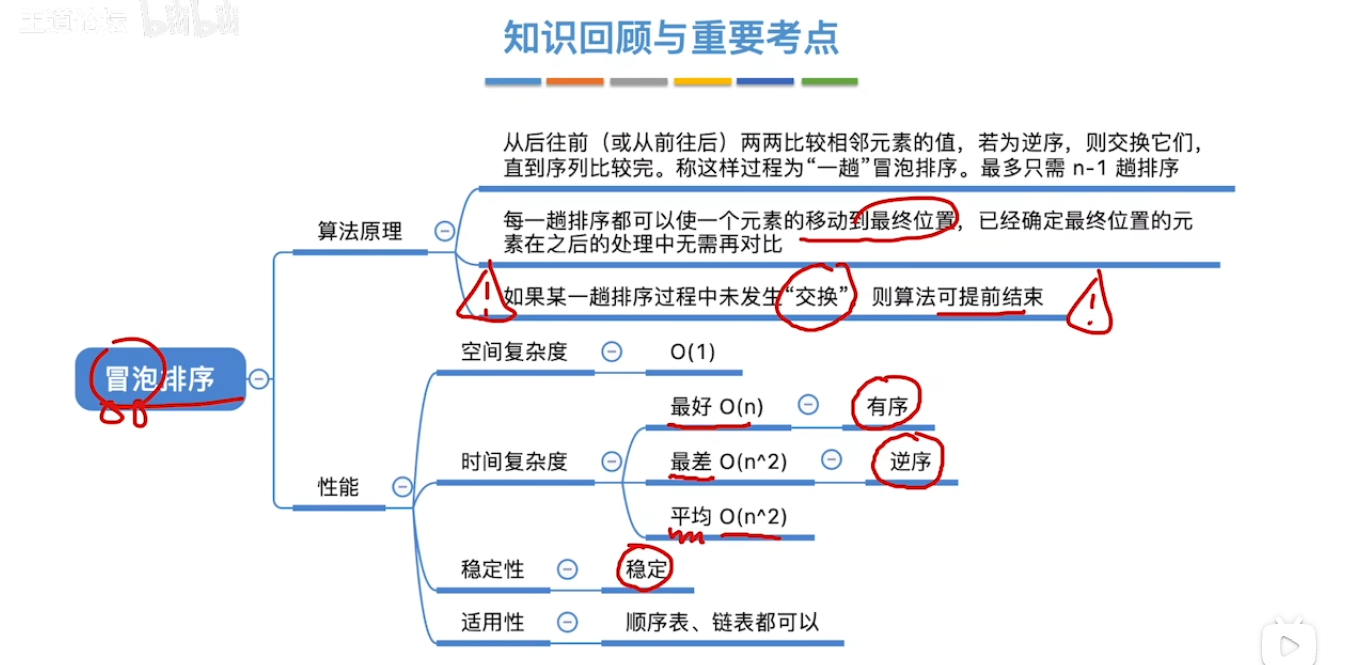 王道论坛 bilibili
知识回顾与重要考点
从后往前（或从前往后）两两比较相邻元素的值，若为逆序，则交换它们，
直到序列比较完。称这样过程为“一趟”冒泡排序。最多只需 n-1 趟排序
算法原理
每一趟排序都可以使一个元素的移动到最终位置，已经确定最终位置的元
素在之后的处理中无需再对比
如果某一趟排序过程中未发生“交换”，则算法可提前结束
冒泡排序
空间复杂度
O(1)
最好 O(n)
有序
时间复杂度
最差 O(n^2)
逆序
性能
平均 O(n^2)
稳定性
稳定
适用性
顺序表、链表都可以